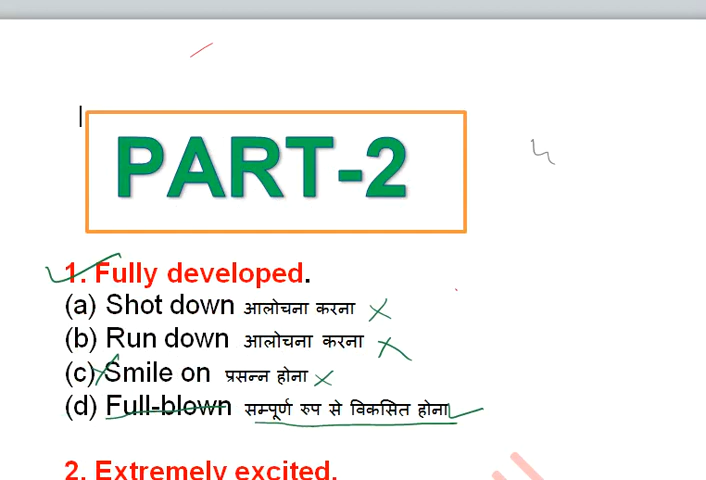 PART-2
1. Fully developed.
(a) Shot down आलोचना करना
(b) Run down आलोचना करना
(c) Smile on प्रसन्न होना
(d) Full-blown सम्पूर्ण रुप से विकसित होना
2. Extremely excited.